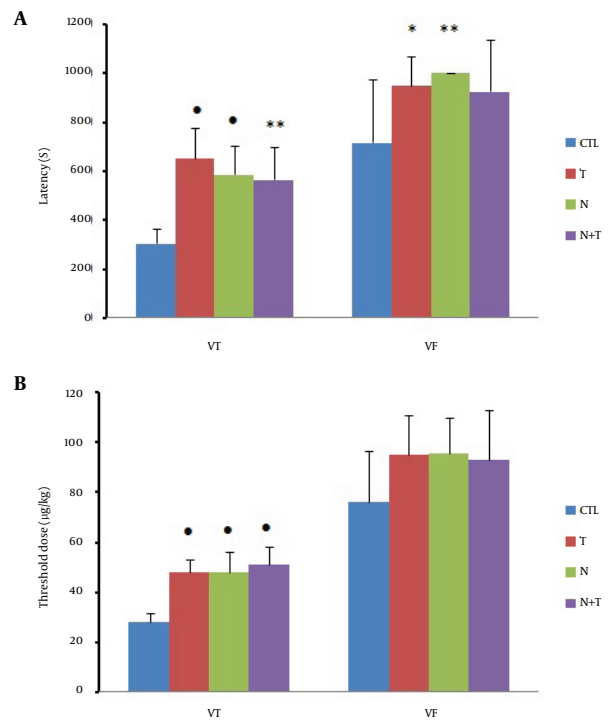 A
1200
1000
800
600
400
200
0
Latency (S)
* **
• • **
VT VF
CTL
T
N
N+T
B
120
100
80
60
40
20
0
Threshold dose (μg/kg)
• • •
VT VF
CTL
T
N
N+T